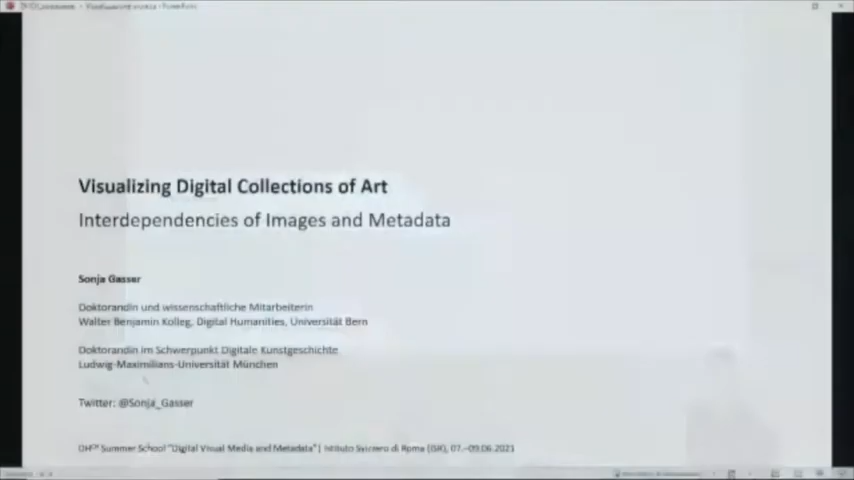 PowerPoint
Visualizing Digital Collections of Art
Interdependencies of Images and Metadata
Sonja Gasser
Doktorandin und wissenschaftliche Mitarbeiterin
Walter Benjamin Kolleg, Digital Humanities, Universität Bern
Doktorandin im Schwerpunkt Digitale Kunstgeschichte
Ludwig-Maximilians-Universität München
Twitter: @Sonja_Gasser
Summer School "Digital Visual Media and Metadata" | Istituto Svizzero di Roma (ISR), 07.–09.06.2021